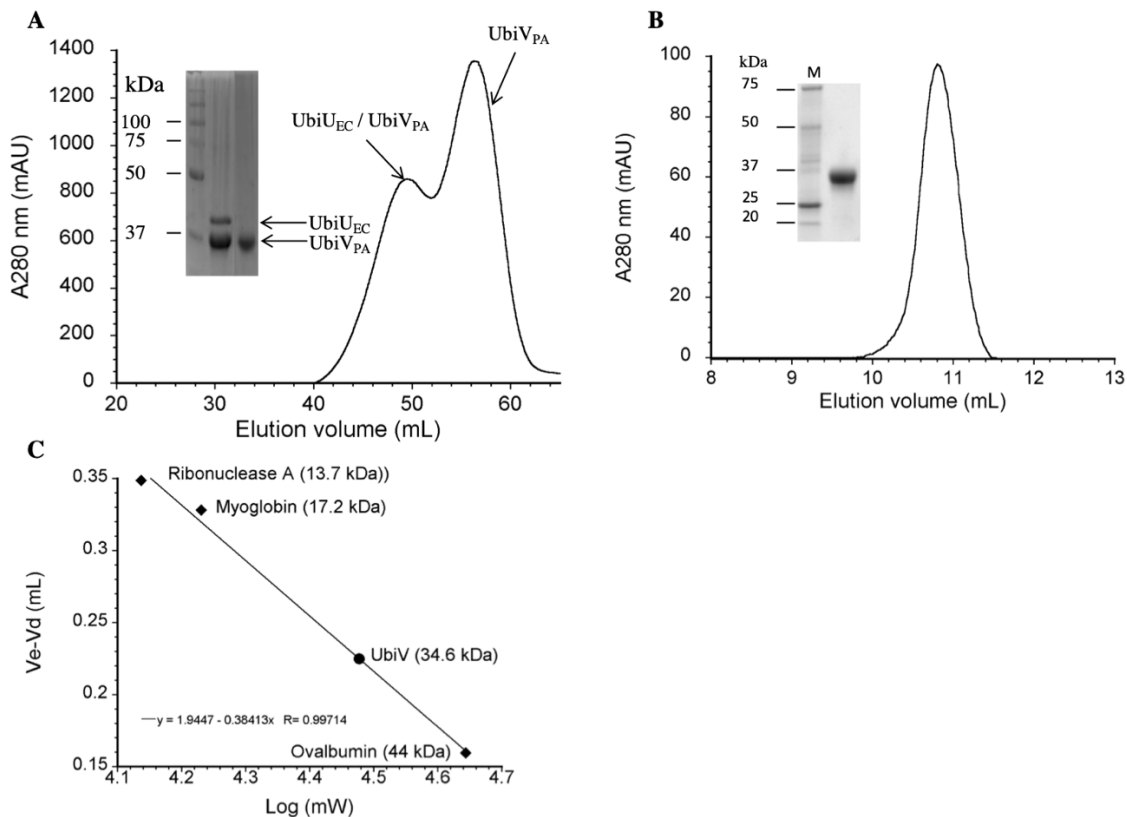 A
1400
1200
1000
800
600
400
200
0
20
30
40
50
60
A280 nm (mAU)
Elution volume (mL)
kDa
100
75
50
37
UbiU_EC
UbiV_PA
UbiU_EC / UbiV_PA
UbiV_PA
B
100
80
60
40
20
0
8
9
10
11
12
13
A280 nm (mAU)
Elution volume (mL)
kDa
M
75
50
37
25
20
C
0.35
0.3
0.25
0.2
0.15
4.1
4.2
4.3
4.4
4.5
4.6
4.7
Ve-Vd (mL)
Log (mW)
Ribonuclease A (13.7 kDa))
Myoglobin (17.2 kDa)
UbiV (34.6 kDa)
y = 1.9447 - 0.38413x R= 0.99714
Ovalbumin (44 kDa)